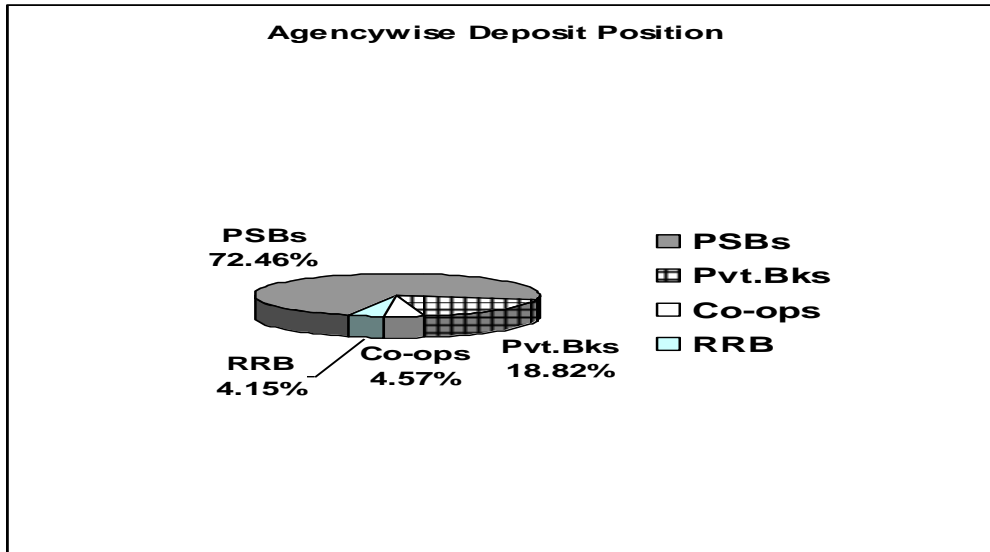 Agencywise Deposit Position
PSBs
72.46%
RRB
4.15%
Co-ops
4.57%
Pvt.Bks
18.82%
PSBs
Pvt.Bks
Co-ops
RRB